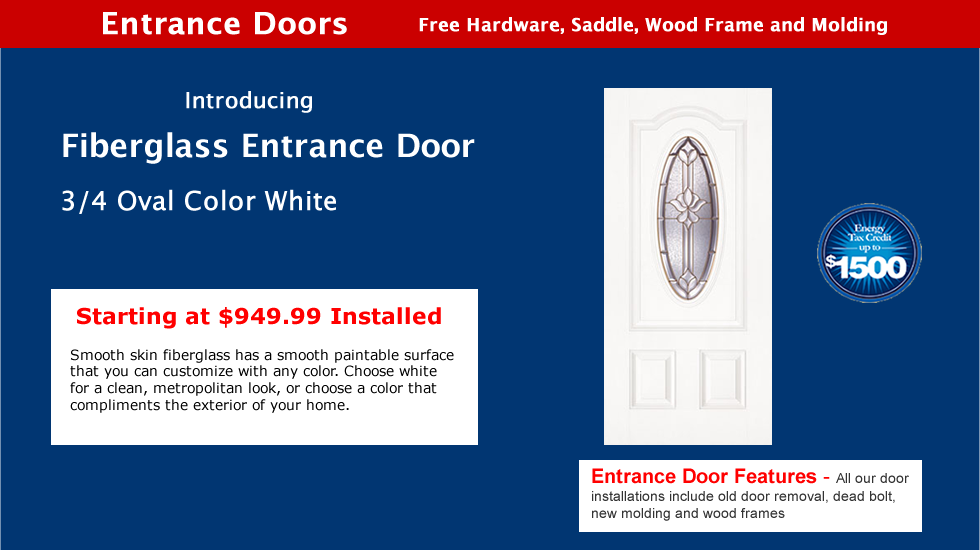 Entrance Doors
Free Hardware, Saddle, Wood Frame and Molding
Introducing
Fiberglass Entrance Door
3/4 Oval Color White
Energy
Tax Credit
up to
$1500
Starting at $949.99 Installed
Smooth skin fiberglass has a smooth paintable surface
that you can customize with any color. Choose white
for a clean, metropolitan look, or choose a color that
compliments the exterior of your home.
Entrance Door Features - All our door
installations include old door removal, dead bolt,
new molding and wood frames